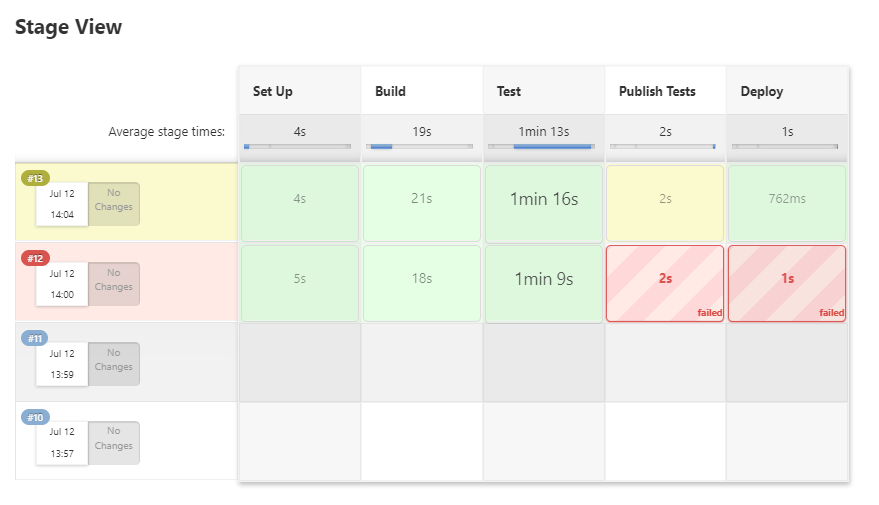 Stage View
Set Up Build Test Publish Tests Deploy
Average stage times: 4s 19s 1min 13s 2s 1s
#13
Jul 12 No
14:04 Changes
4s 21s 1min 16s 2s 762ms
#12
Jul 12 No
14:00 Changes
5s 18s 1min 9s 2s 1s
failed failed
#11
Jul 12 No
13:59 Changes
#10
Jul 12 No
13:57 Changes